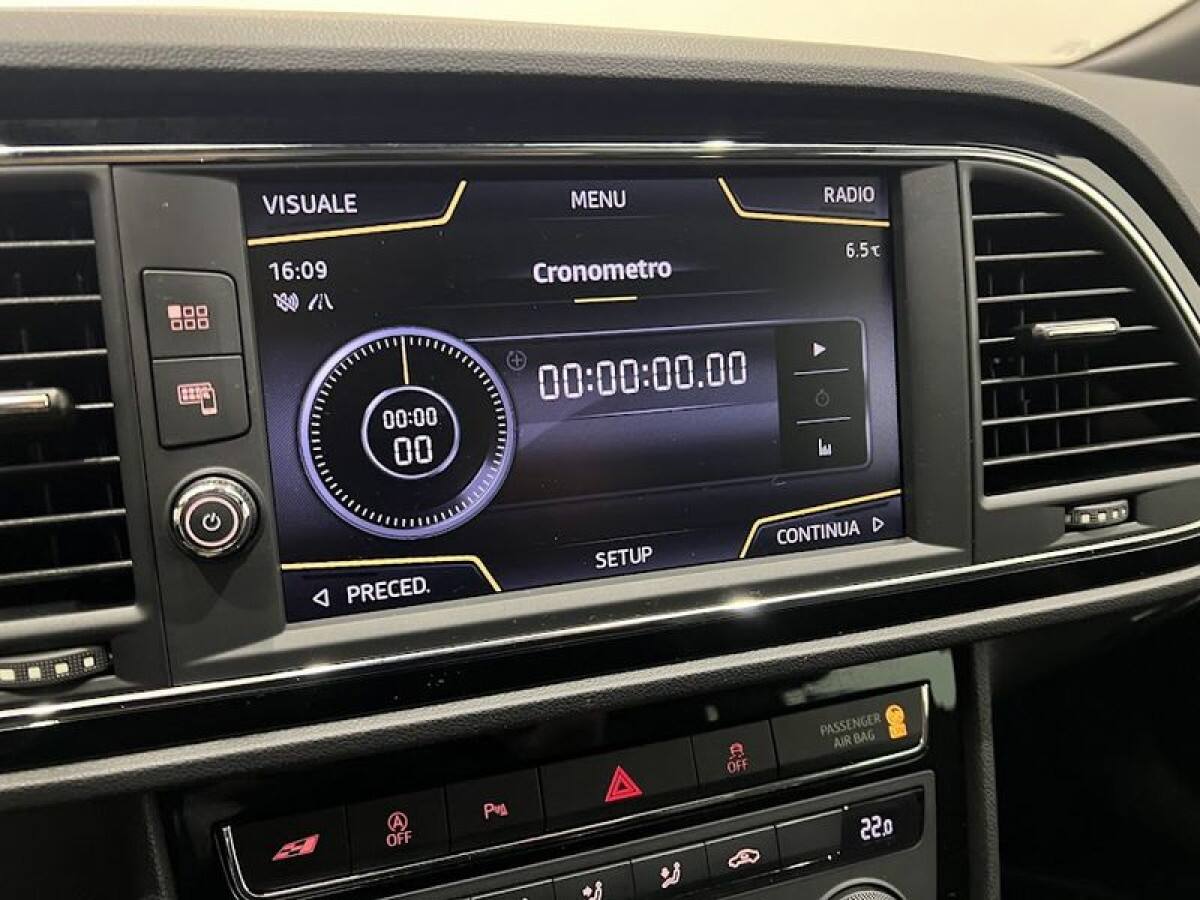 VISUALE
MENU
RADIO
16:09
6.5°C
Cronometro
00:00:00.00
00:00
00
PRECED.
SETUP
CONTINUA
PASSENGER
AIR BAG
OFF
P
A
OFF
22.0